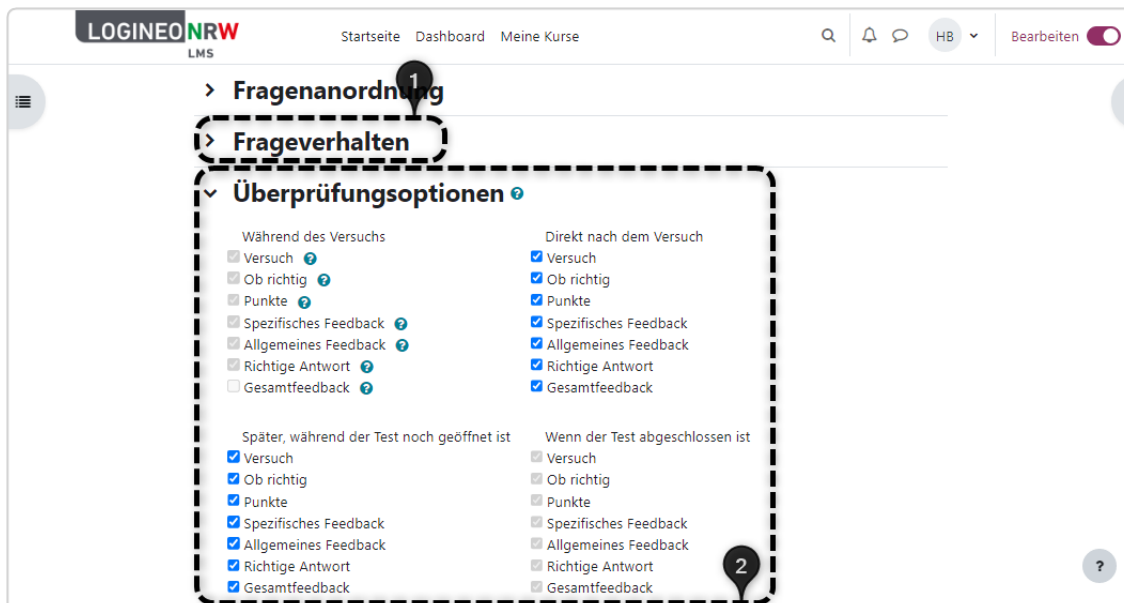 LOGINEO NRW
LMS
Startseite Dashboard Meine Kurse
HB
Bearbeiten
1
Fragenanordnung
Frageverhalten
Überprüfungsoptionen ?
Während des Versuchs
Versuch ?
Ob richtig ?
Punkte ?
Spezifisches Feedback ?
Allgemeines Feedback ?
Richtige Antwort ?
Gesamtfeedback ?
Direkt nach dem Versuch
Versuch
Ob richtig
Punkte
Spezifisches Feedback
Allgemeines Feedback
Richtige Antwort
Gesamtfeedback
Später, während der Test noch geöffnet ist
Versuch
Ob richtig
Punkte
Spezifisches Feedback
Allgemeines Feedback
Richtige Antwort
Gesamtfeedback
Wenn der Test abgeschlossen ist
Versuch
Ob richtig
Punkte
Spezifisches Feedback
Allgemeines Feedback
Richtige Antwort
Gesamtfeedback
2
?